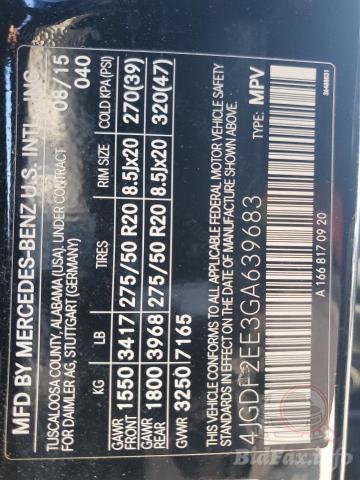 MFD BY MERCEDES-BENZ U.S. INTL., INC.
TUSCALOOSA COUNTY, ALABAMA (USA), UNDER CONTRACT 08/15
FOR DAIMLER AG, STUTTGART (GERMANY) 040
KG LB TIRES RIM SIZE COLD KPA(PSI)
GAWR FRONT 1550 3417 275/50 R20 8.5Jx20 270(39)
GAWR REAR 1800 3968 275/50 R20 8.5Jx20 320(47)
GVWR 3250 7165
THIS VEHICLE CONFORMS TO ALL APPLICABLE FEDERAL MOTOR VEHICLE SAFETY
STANDARDS IN EFFECT ON THE DATE OF MANUFACTURE SHOWN ABOVE.
4JGDF2EE3GA639683 TYPE: MPV
A 166 817 09 20
BidFax.info